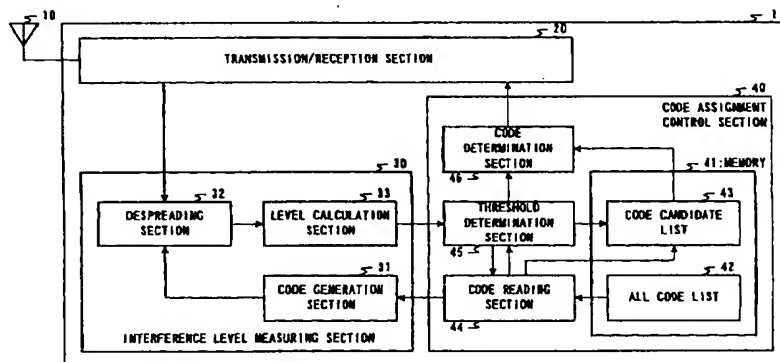 10
20
TRANSMISSION/RECEPTION SECTION
40
CODE ASSIGNMENT
CONTROL SECTION
CODE
DETERMINATION
SECTION
46
41:MEMORY
30
32
DESPREADING
SECTION
33
LEVEL CALCULATION
SECTION
THRESHOLD
DETERMINATION
SECTION
45
43
CODE CANDIDATE
LIST
31
CODE GENERATION
SECTION
CODE READING
SECTION
44
42
ALL CODE LIST
INTERFERENCE LEVEL MEASURING SECTION